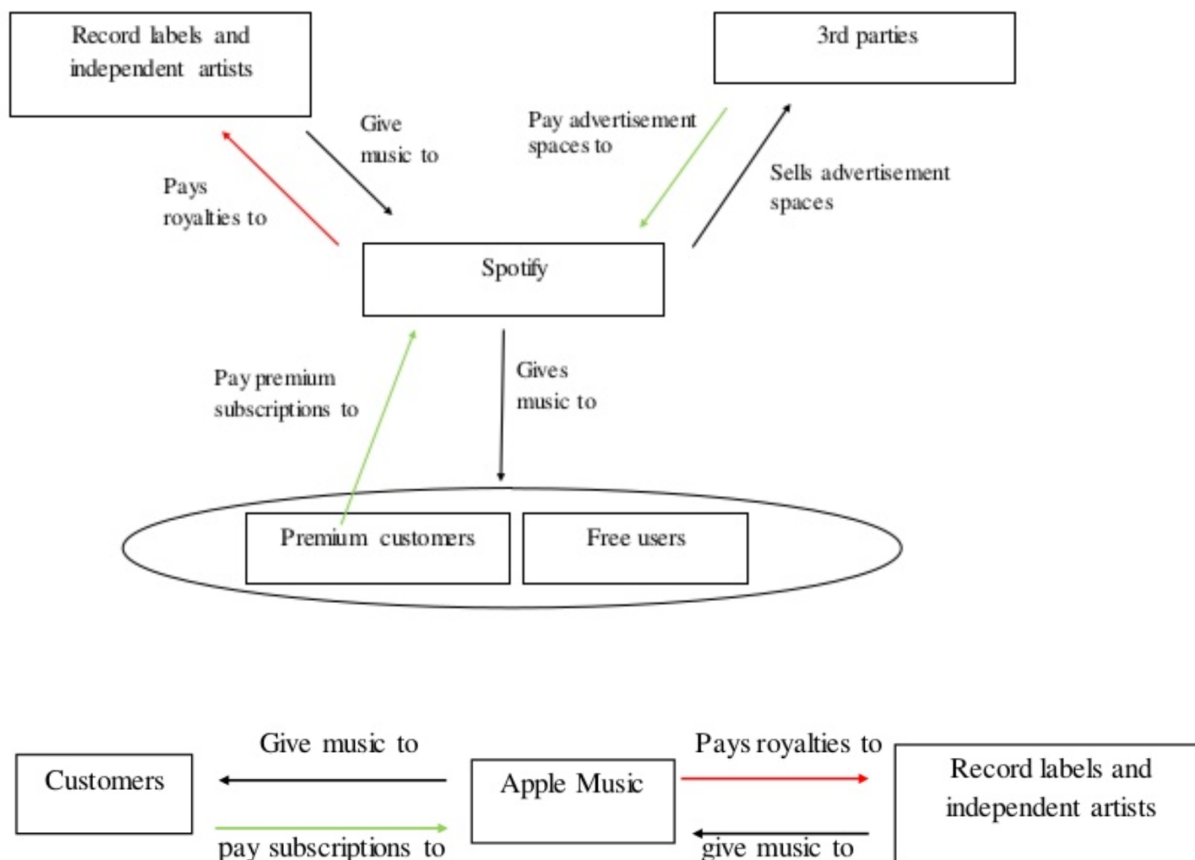 Record labels and
independent artists
3rd parties
Give
music to
Pay advertisement
spaces to
Pays
royalties to
Sells advertisement
spaces
Spotify
Pay premium
subscriptions to
Gives
music to
Premium customers
Free users
Give music to
Pays royalties to
Customers
Apple Music
Record labels and
independent artists
pay subscriptions to
give music to